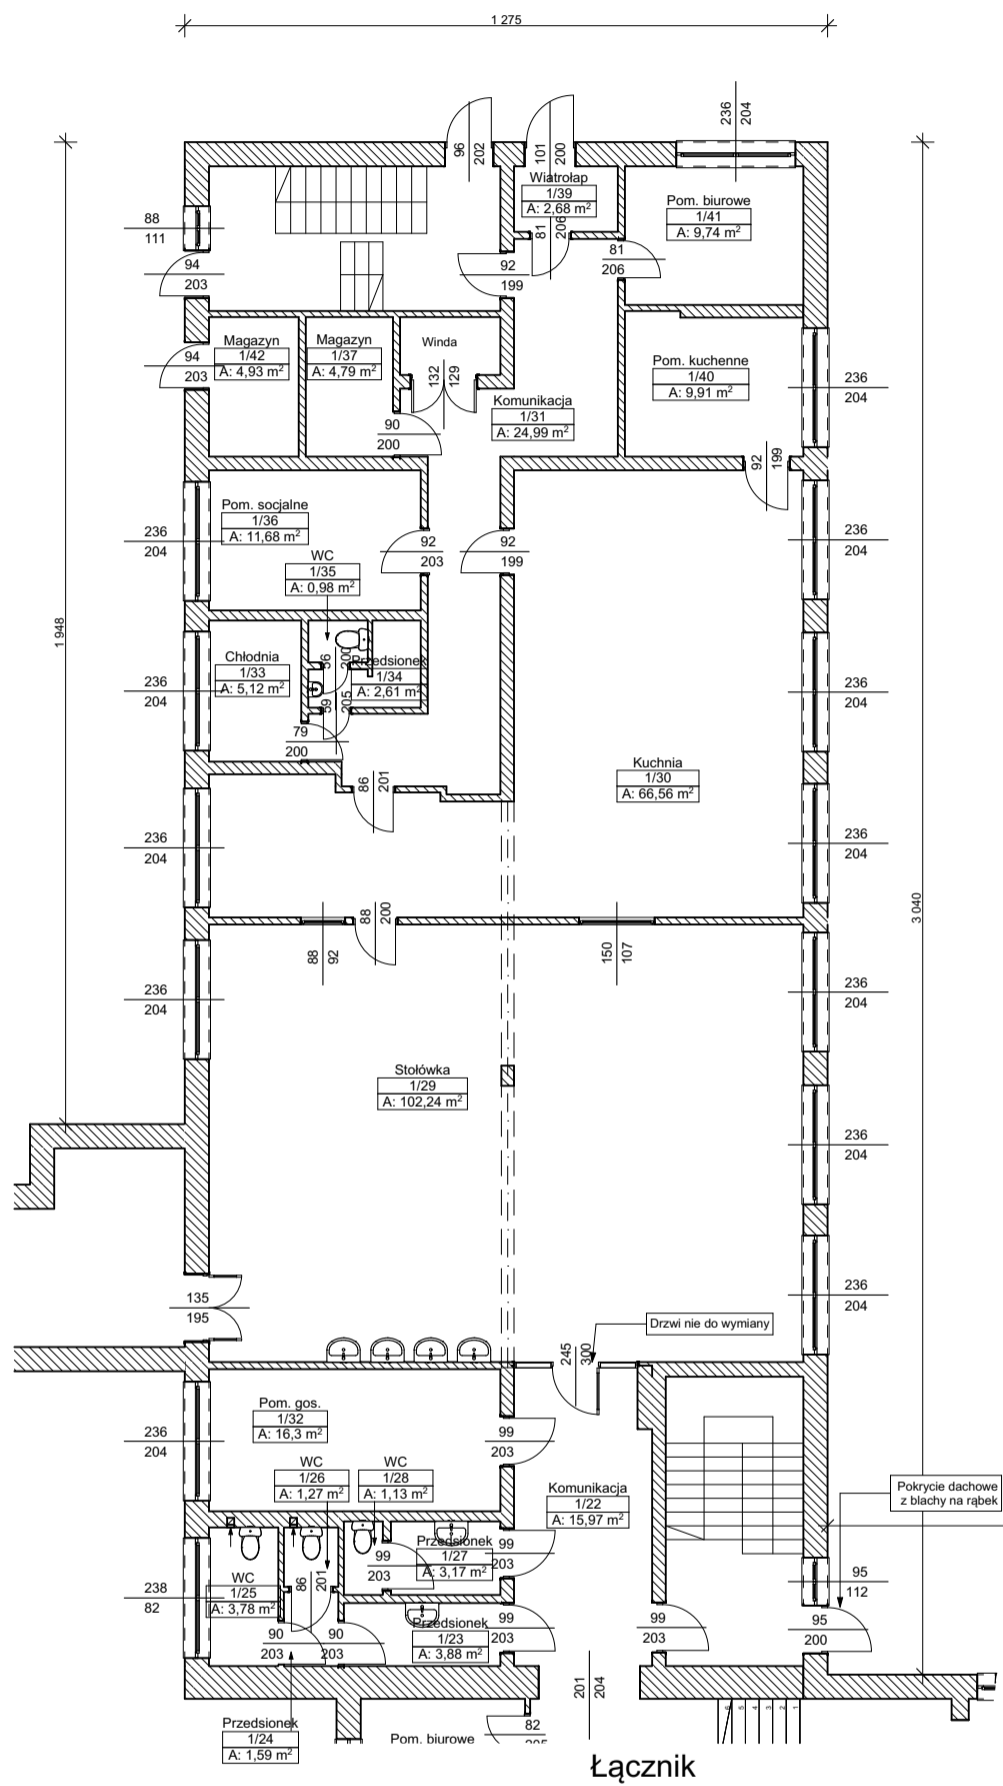 1 275
236
204
96
202
101
200
Wiatrołap
1/39
A: 2,68 m²
Pom. biurowe
1/41
A: 9,74 m²
88
111
81
206
81
206
94
203
92
199
Magazyn
1/42
A: 4,93 m²
Magazyn
1/37
A: 4,79 m²
Winda
132
129
94
203
Pom. kuchenne
1/40
A: 9,91 m²
236
204
Komunikacja
1/31
A: 24,99 m²
90
200
92
199
Pom. socjalne
1/36
A: 11,68 m²
236
204
WC
1/35
A: 0,98 m²
92
203
92
199
236
204
1 948
Chłodnia
1/33
A: 5,12 m²
56
200
Przedsionek
1/34
A: 2,61 m²
59
205
236
204
236
204
79
200
86
201
Kuchnia
1/30
A: 66,56 m²
236
204
236
204
3 040
88
200
88
92
150
107
236
204
236
204
Stołówka
1/29
A: 102,24 m²
236
204
135
195
236
204
Drzwi nie do wymiany
245
300
Pom. gos.
1/32
A: 16,3 m²
236
204
99
203
WC
1/26
A: 1,27 m²
WC
1/28
A: 1,13 m²
Komunikacja
1/22
A: 15,97 m²
Pokrycie dachowe
z blachy na rąbek
Przedsionek
1/27
A: 3,17 m²
99
203
99
203
WC
1/25
A: 3,78 m²
238
82
86
201
95
112
Przedsionek
1/23
A: 3,88 m²
90
203
90
203
99
203
99
203
95
200
201
204
Przedsionek
1/24
A: 1,59 m²
Pom. biurowe
82
205
6 5 4 3 2 1
Łącznik